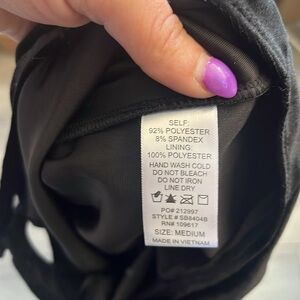 SELF:
92% POLYESTER
8% SPANDEX
LINING:
100% POLYESTER
HAND WASH COLD
DO NOT BLEACH
DO NOT IRON
LINE DRY
PO# 212997
STYLE # SB8404B
RN# 109617
SIZE: MEDIUM
MADE IN VIETNAM